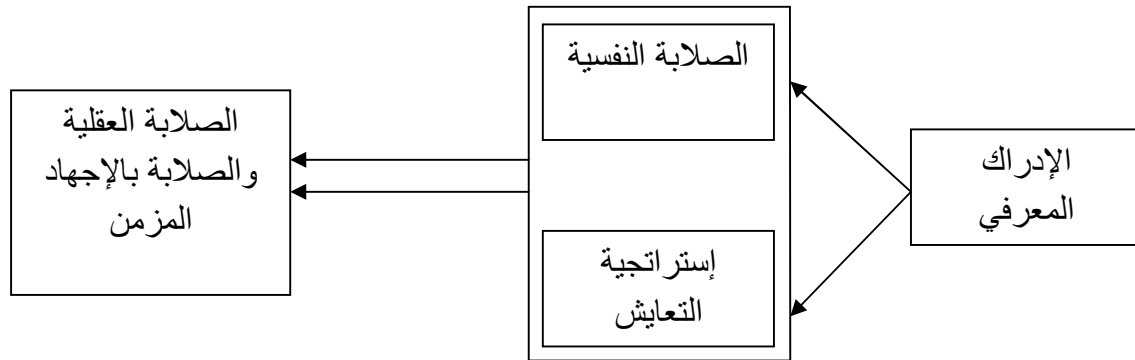 الإدراك
المعرفي
الصلابة النفسية
إستراتجية
التعايش
الصلابة العقلية
والصلابة بالإجهاد
المزمن